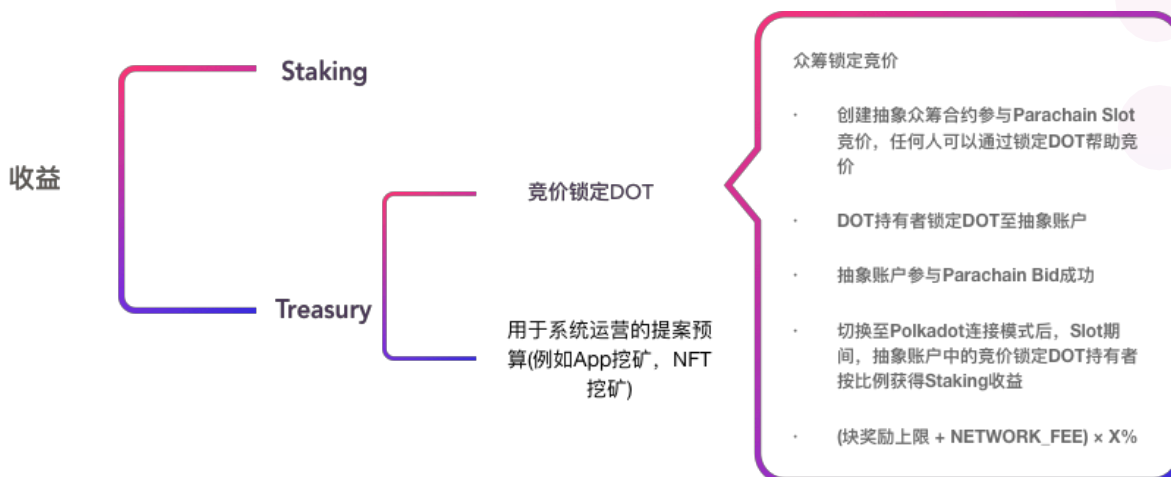 收益
Staking
Treasury
竞价锁定DOT
用于系统运营的提案预
算(例如App挖矿，NFT
挖矿)
众筹锁定竞价
· 创建抽象众筹合约参与Parachain Slot
竞价，任何人可以通过锁定DOT帮助竞
价
· DOT持有者锁定DOT至抽象账户
· 抽象账户参与Parachain Bid成功
· 切换至Polkadot连接模式后，Slot期
间，抽象账户中的竞价锁定DOT持有者
按比例获得Staking收益
· (块奖励上限 + NETWORK_FEE) × X%